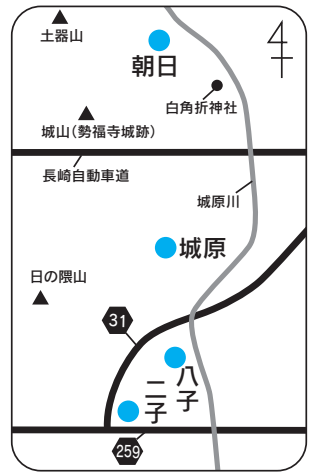 土器山
朝日
白角折神社
城山(勢福寺城跡)
長崎自動車道
城原川
城原
日の隈山
31
八子
二子
259